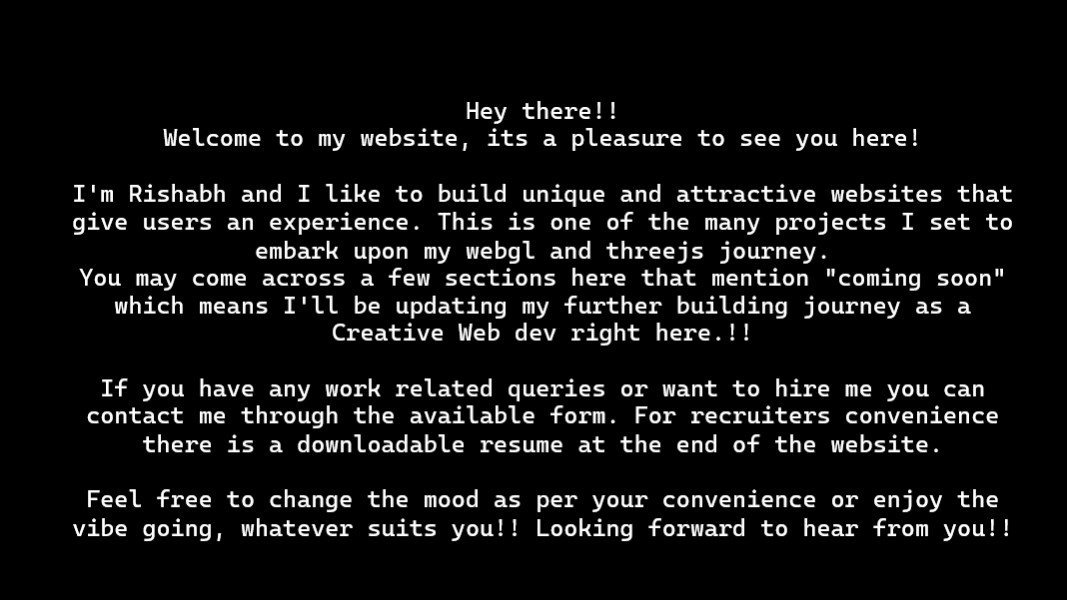 Hey there!!
Welcome to my website, its a pleasure to see you here!
I'm Rishabh and I like to build unique and attractive websites that
give users an experience. This is one of the many projects I set to
embark upon my webgl and threejs journey.
You may come across a few sections here that mention "coming soon"
which means I'll be updating my further building journey as a
Creative Web dev right here.!!
If you have any work related queries or want to hire me you can
contact me through the available form. For recruiters convenience
there is a downloadable resume at the end of the website.
Feel free to change the mood as per your convenience or enjoy the
vibe going, whatever suits you!! Looking forward to hear from you!!